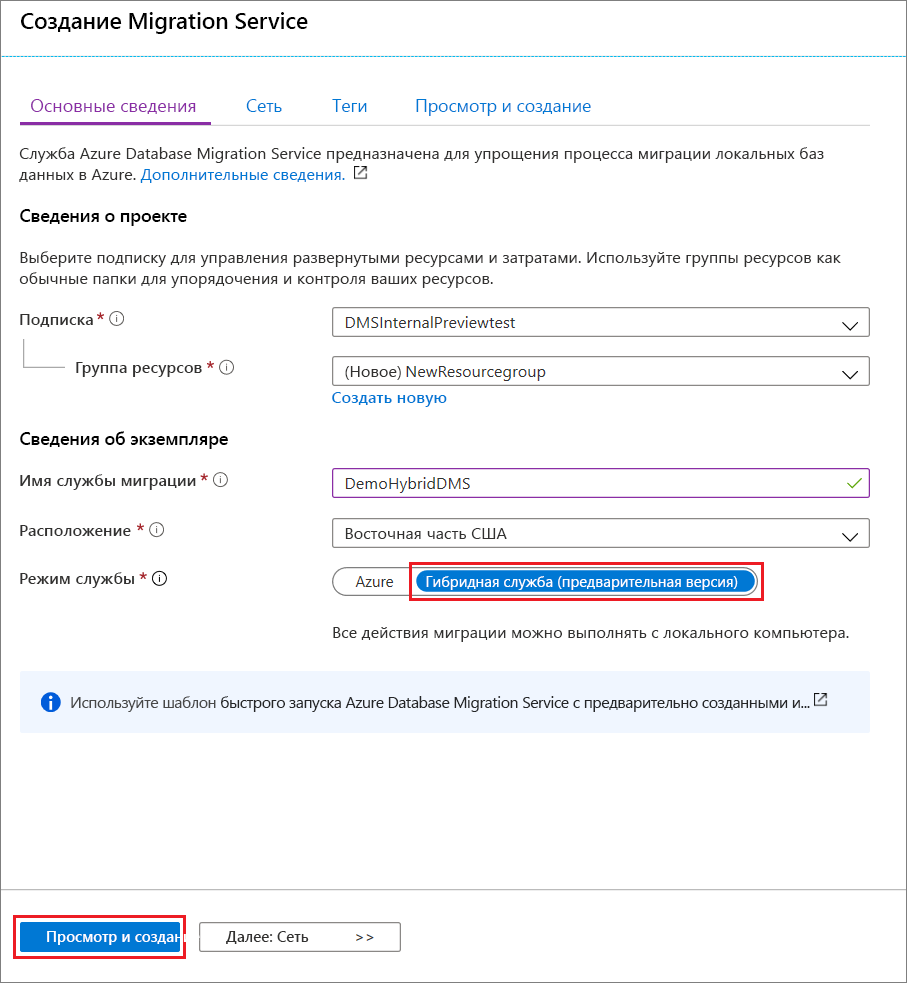 Создание Migration Service
Основные сведения Сеть Теги Просмотр и создание
Служба Azure Database Migration Service предназначена для упрощения процесса миграции локальных баз
данных в Azure. Дополнительные сведения.
Сведения о проекте
Выберите подписку для управления развернутыми ресурсами и затратами. Используйте группы ресурсов как
обычные папки для упорядочения и контроля ваших ресурсов.
Подписка * DMSInternalPreviewtest
Группа ресурсов * (Новое) NewResourcegroup
Создать новую
Сведения об экземпляре
Имя службы миграции * DemoHybridDMS
Расположение * Восточная часть США
Режим службы * Azure Гибридная служба (предварительная версия)
Все действия миграции можно выполнять с локального компьютера.
Используйте шаблон быстрого запуска Azure Database Migration Service с предварительно созданными и...
Просмотр и создан Далее: Сеть >>